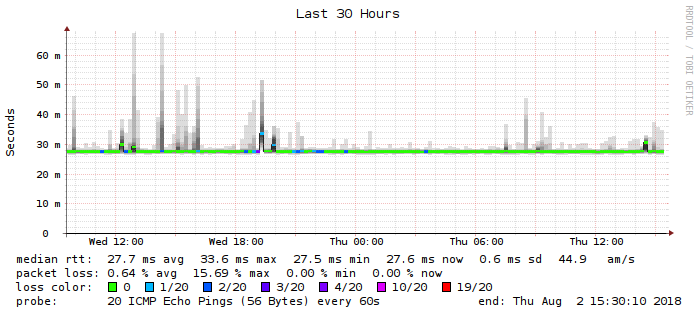 Last 30 Hours
RRDTOOL / TOBI OETIKER
Seconds
60 m
50 m
40 m
30 m
20 m
10 m
0
Wed 12:00 Wed 18:00 Thu 00:00 Thu 06:00 Thu 12:00
median rtt: 27.7 ms avg 33.6 ms max 27.5 ms min 27.6 ms now 0.6 ms sd 44.9 am/s
packet loss: 0.64 % avg 15.69 % max 0.00 % min 0.00 % now
loss color: 0 1/20 2/20 3/20 4/20 10/20 19/20
probe: 20 ICMP Echo Pings (56 Bytes) every 60s end: Thu Aug 2 15:30:10 2018